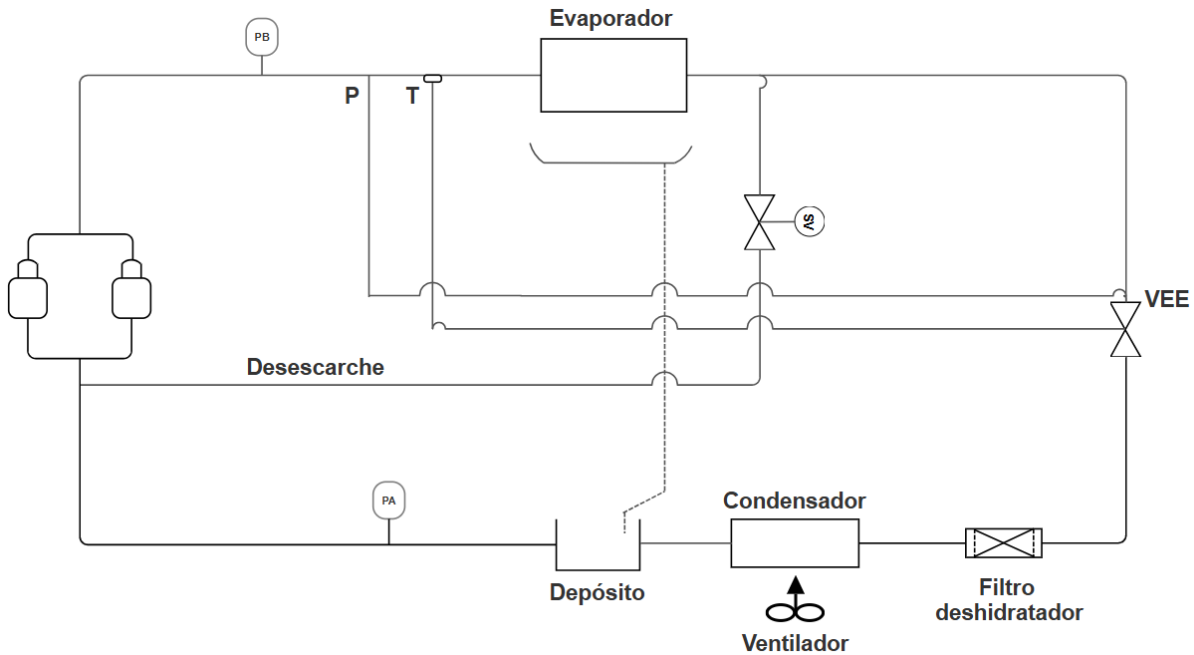 Evaporador
PB
P
T
SV
VEE
Desescarche
PA
Condensador
Depósito
Filtro
deshidratador
Ventilador